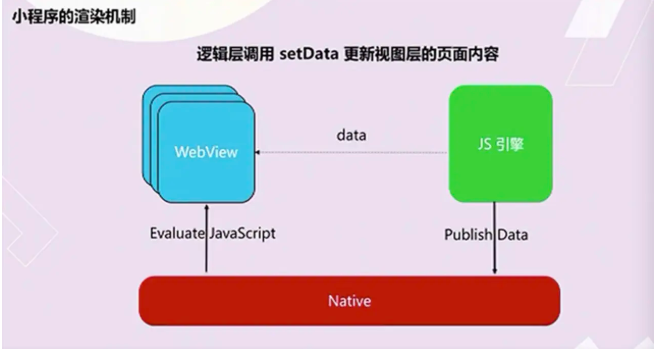 小程序的渲染机制
逻辑层调用 setData 更新视图层的页面内容
WebView
data
JS 引擎
Evaluate JavaScript
Publish Data
Native